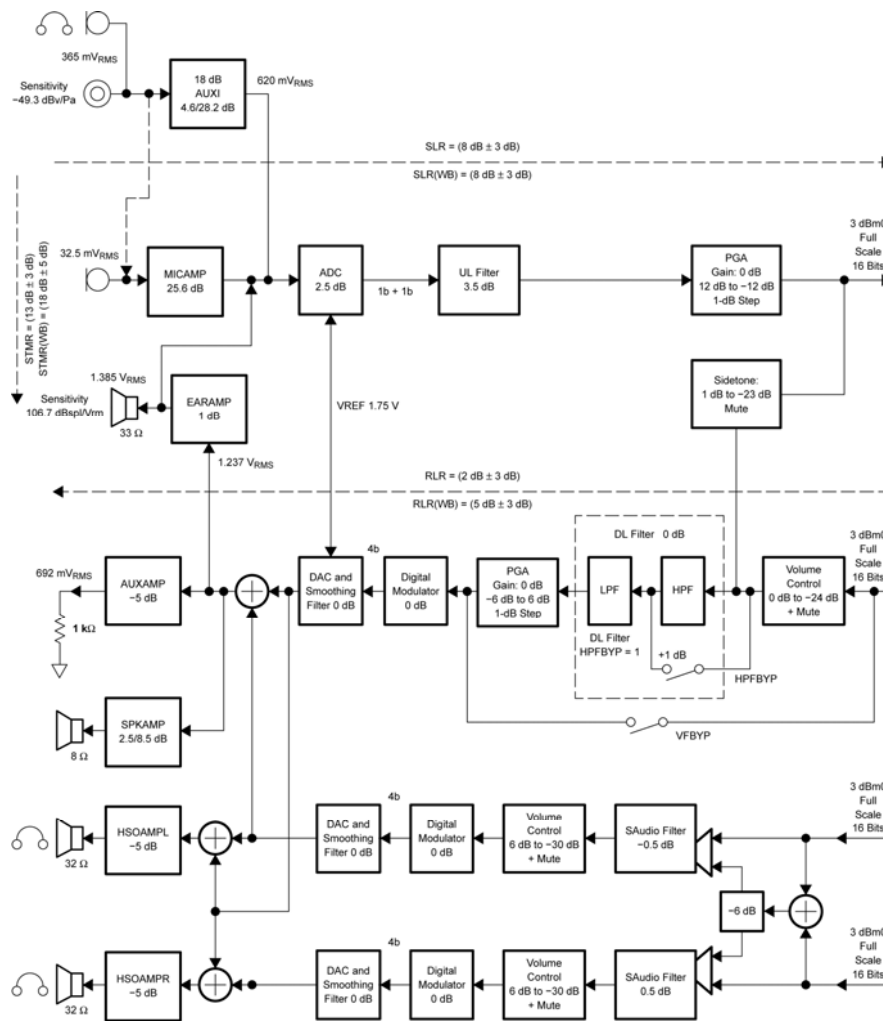 365 mVRMS
Sensitivity
−49.3 dBv/Pa
18 dB
AUXI
4.6/28.2 dB
620 mVRMS
SLR = (8 dB ± 3 dB)
SLR(WB) = (8 dB ± 3 dB)
STMR = (13 dB ± 3 dB)
STMR(WB) = (18 dB ± 5 dB)
32.5 mVRMS
MICAMP
25.6 dB
ADC
2.5 dB
1b + 1b
UL Filter
3.5 dB
PGA
Gain: 0 dB
12 dB to −12 dB
1-dB Step
3 dBm0
Full
Scale
16 Bits
1.385 VRMS
Sensitivity
106.7 dBspl/Vrm
33 Ω
EARAMP
1 dB
1.237 VRMS
VREF 1.75 V
Sidetone:
1 dB to −23 dB
Mute
RLR = (2 dB ± 3 dB)
RLR(WB) = (5 dB ± 3 dB)
692 mVRMS
1 kΩ
AUXAMP
−5 dB
DAC and
Smoothing
Filter 0 dB
4b
Digital
Modulator
0 dB
PGA
Gain: 0 dB
−6 dB to 6 dB
1-dB Step
DL Filter 0 dB
LPF
HPF
DL Filter
HPFBYP = 1
+1 dB
HPFBYP
Volume
Control
0 dB to −24 dB
+ Mute
3 dBm0
Full
Scale
16 Bits
SPKAMP
2.5/8.5 dB
8 Ω
VFBYP
HSOAMPL
−5 dB
32 Ω
DAC and
Smoothing
Filter 0 dB
4b
Digital
Modulator
0 dB
Volume
Control
6 dB to −30 dB
+ Mute
SAudio Filter
−0.5 dB
3 dBm0
Full
Scale
16 Bits
−6 dB
HSOAMPR
−5 dB
32 Ω
DAC and
Smoothing
Filter 0 dB
4b
Digital
Modulator
0 dB
Volume
Control
6 dB to −30 dB
+ Mute
SAudio Filter
0.5 dB
3 dBm0
Full
Scale
16 Bits